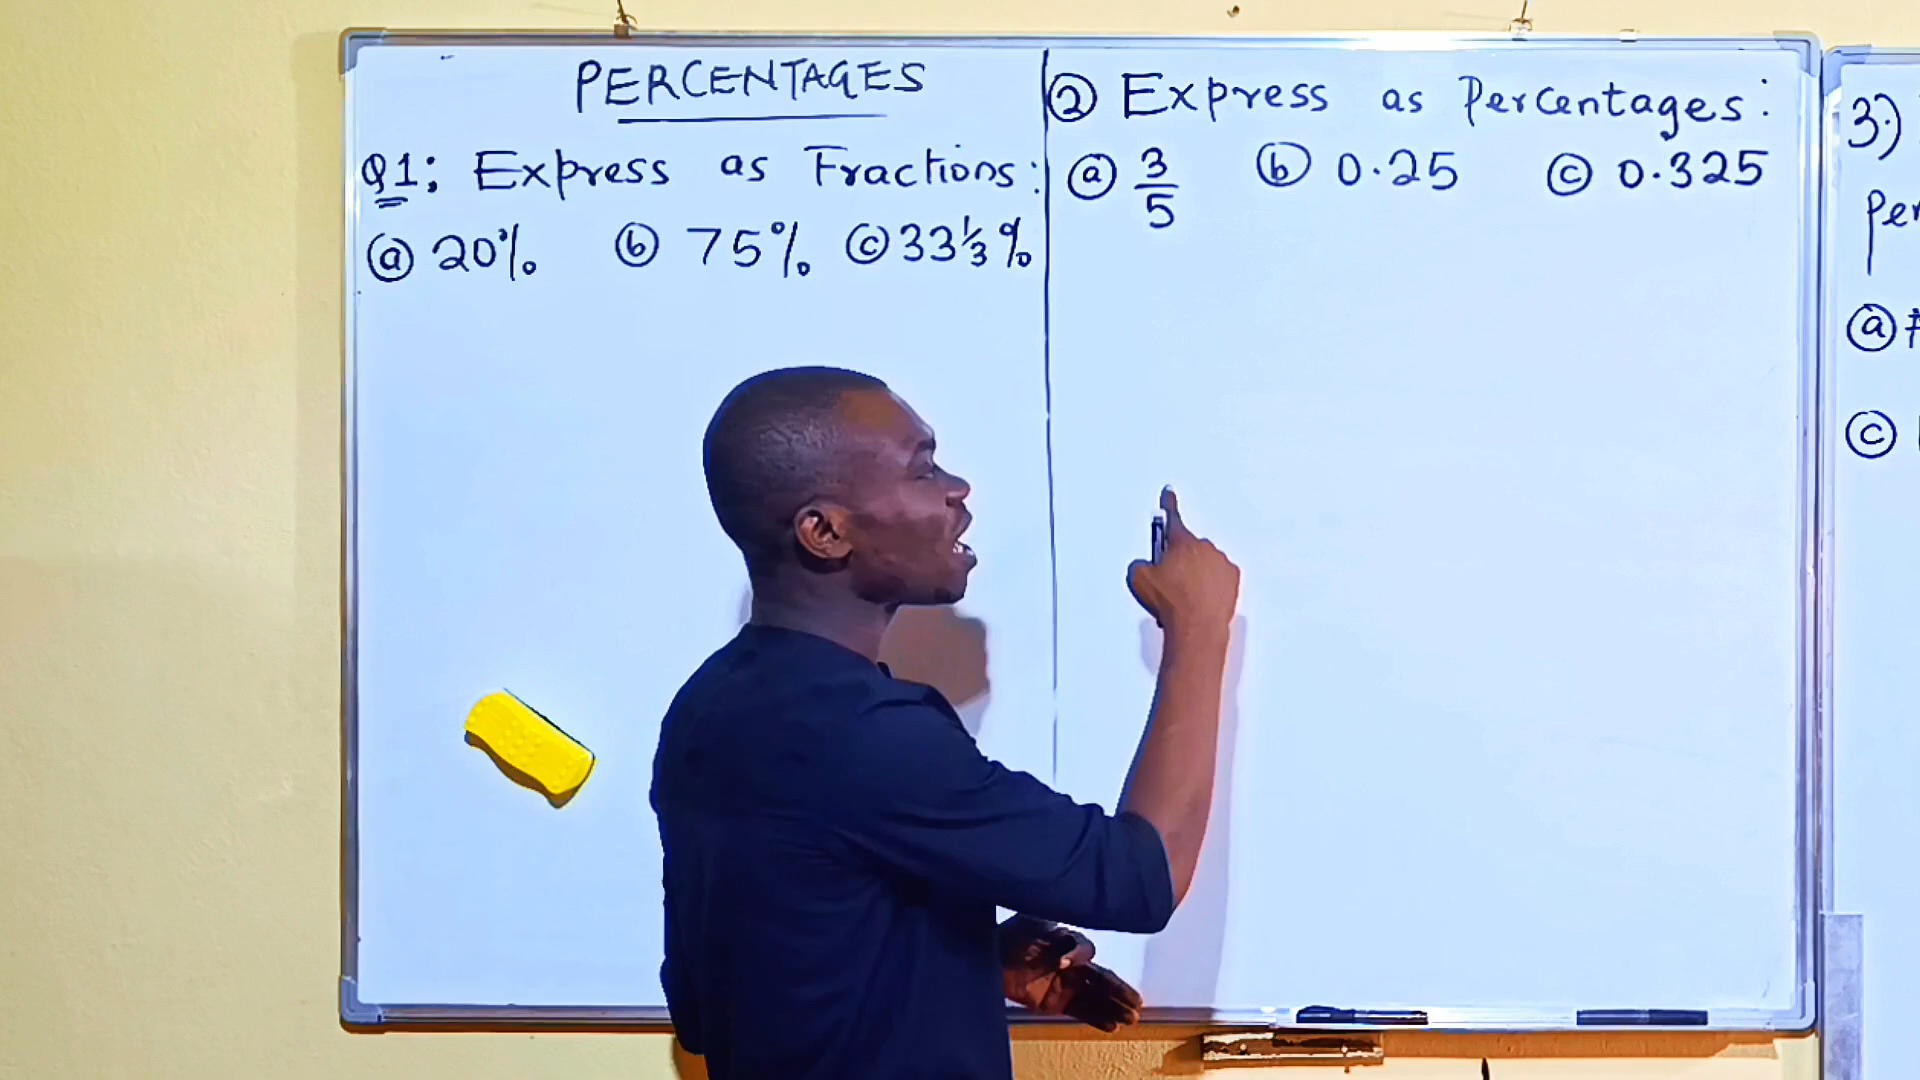 PERCENTAGES
Q1: Express as Fractions:
ⓐ 20% ⓑ 75% ⓒ 33⅓%
② Express as Percentages:
ⓐ 3/5 ⓑ 0.25 ⓒ 0.325
3.)
ⓐ
ⓒ